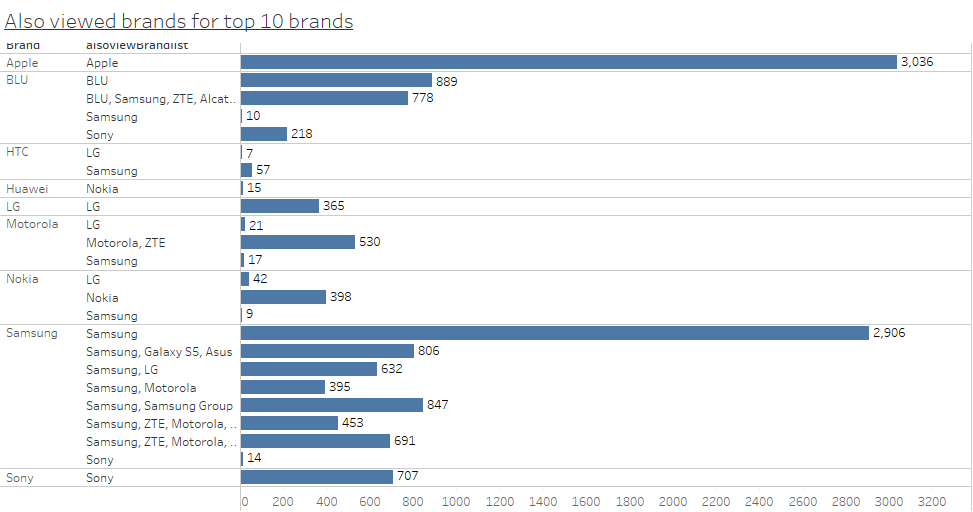 Also viewed brands for top 10 brands
Brand alsoviewBrandlist
Apple Apple 3,036
BLU BLU 889
BLU, Samsung, ZTE, Alcat.. 778
Samsung 10
Sony 218
HTC LG 7
Samsung 57
Huawei Nokia 15
LG LG 365
Motorola LG 21
Motorola, ZTE 530
Samsung 17
Nokia LG 42
Nokia 398
Samsung 9
Samsung Samsung 2,906
Samsung, Galaxy S5, Asus 806
Samsung, LG 632
Samsung, Motorola 395
Samsung, Samsung Group 847
Samsung, ZTE, Motorola, .. 453
Samsung, ZTE, Motorola, .. 691
Sony 14
Sony Sony 707
0 200 400 600 800 1000 1200 1400 1600 1800 2000 2200 2400 2600 2800 3000 3200